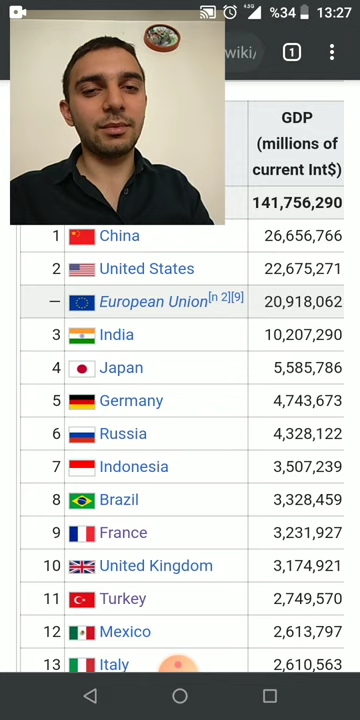 4.5G %34 13:27
wiki/ 1
GDP
(millions of
current Int$)
141,756,290
1 China 26,656,766
2 United States 22,675,271
— European Union[n 2][9] 20,918,062
3 India 10,207,290
4 Japan 5,585,786
5 Germany 4,743,673
6 Russia 4,328,122
7 Indonesia 3,507,239
8 Brazil 3,328,459
9 France 3,231,927
10 United Kingdom 3,174,921
11 Turkey 2,749,570
12 Mexico 2,613,797
13 Italy 2,610,563